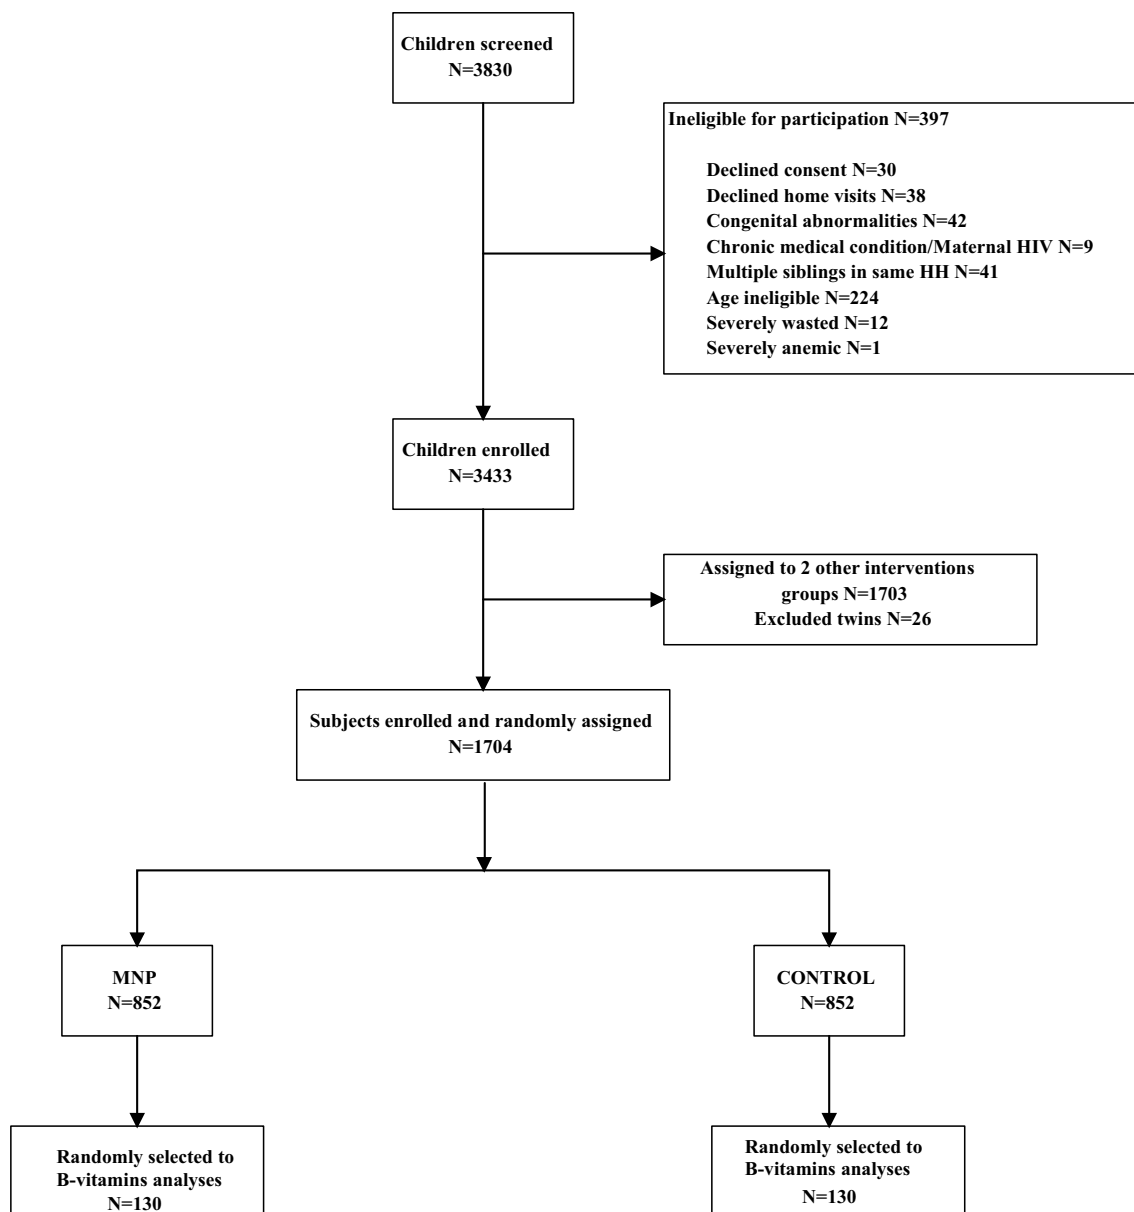 Children screened
N=3830
Ineligible for participation N=397
Declined consent N=30
Declined home visits N=38
Congenital abnormalities N=42
Chronic medical condition/Maternal HIV N=9
Multiple siblings in same HH N=41
Age ineligible N=224
Severely wasted N=12
Severely anemic N=1
Children enrolled
N=3433
Assigned to 2 other interventions
groups N=1703
Excluded twins N=26
Subjects enrolled and randomly assigned
N=1704
MNP
N=852
CONTROL
N=852
Randomly selected to
B-vitamins analyses
N=130
Randomly selected to
B-vitamins analyses
N=130